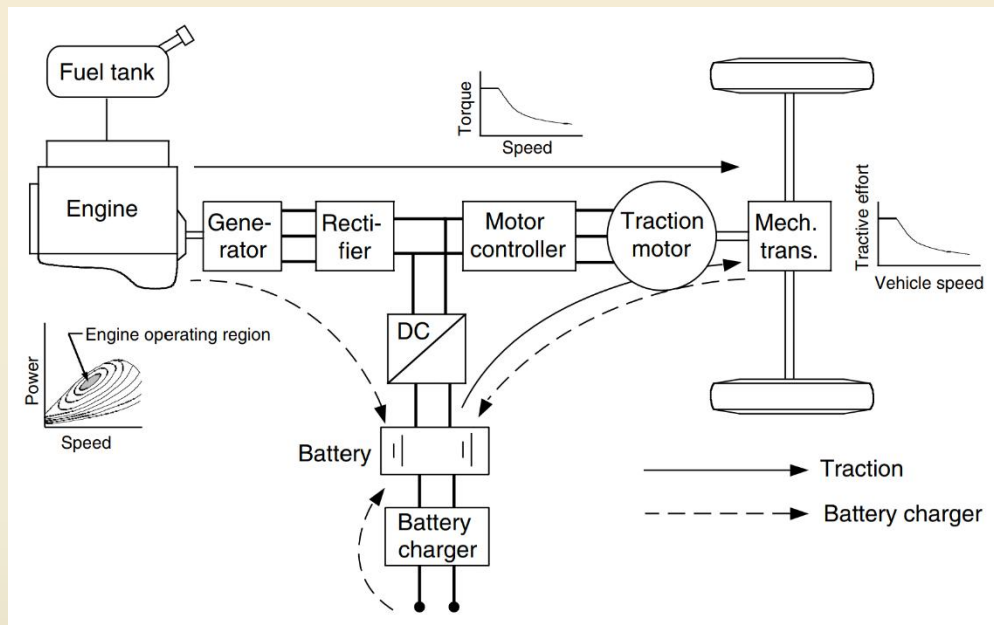 Fuel tank
Torque
Speed
Engine
Gene-
rator
Recti-
fier
Motor
controller
Traction
motor
Mech.
trans.
Tractive effort
Vehicle speed
DC
Engine operating region
Power
Speed
Battery
Traction
Battery charger
Battery
charger